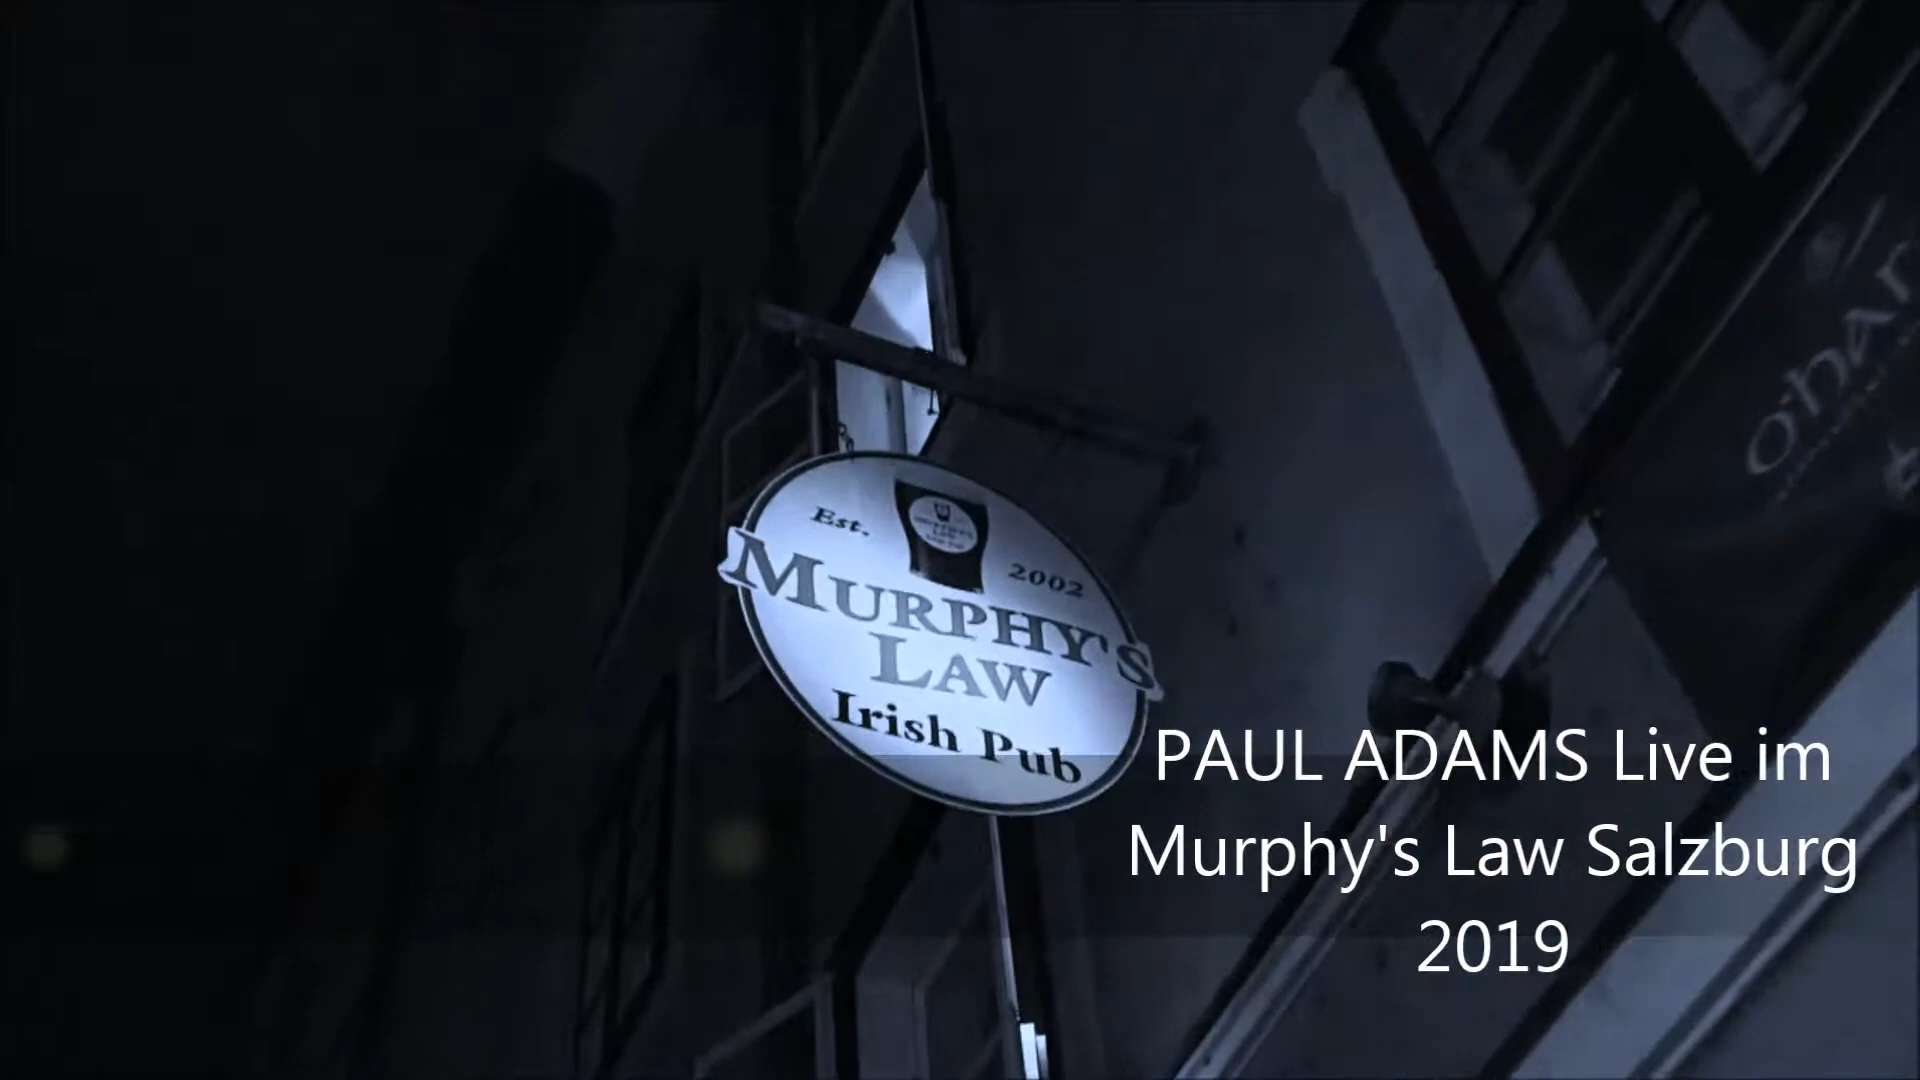 Est.
2002
MURPHY'S
LAW
Irish Pub
PAUL ADAMS Live im
Murphy's Law Salzburg
2019